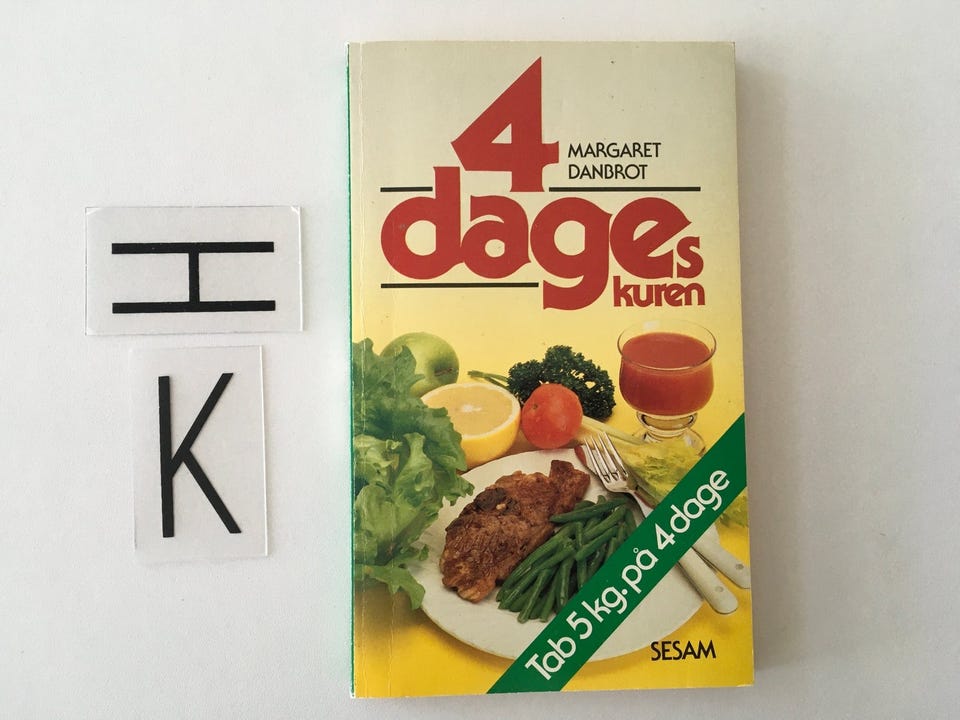 H
K
4
MARGARET
DANBROT
dages
kuren
Tab 5 kg. på 4 dage
SESAM